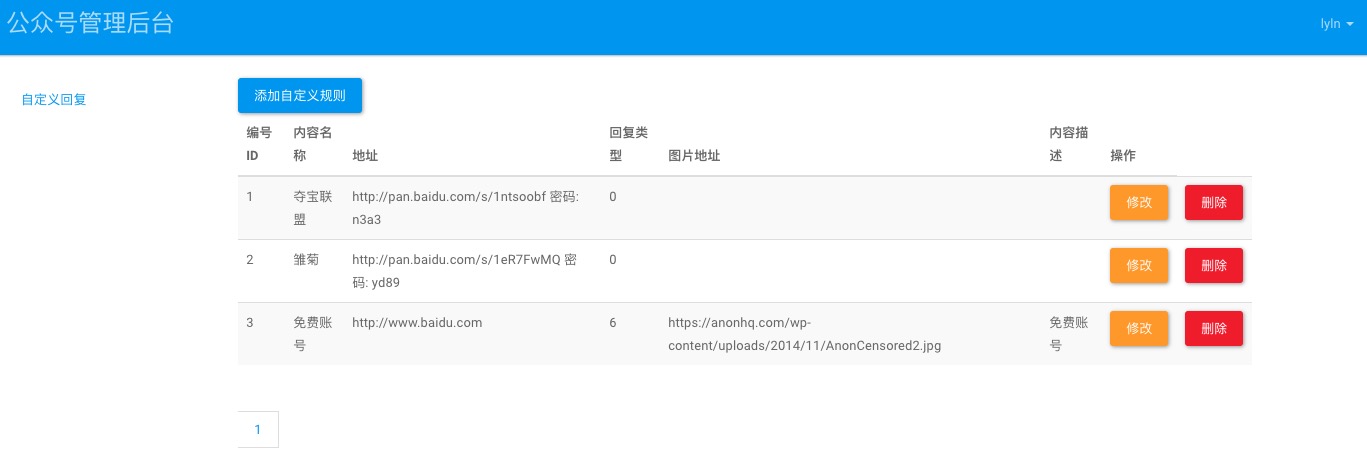 公众号管理后台
lyln
自定义回复
添加自定义规则
编号 内容名 回复类 内容描
ID 称 地址 型 图片地址 述 操作
1 夺宝联 http://pan.baidu.com/s/1ntsoobf 密码: 0 修改 删除
盟 n3a3
2 雏菊 http://pan.baidu.com/s/1eR7FwMQ 密 0 修改 删除
码: yd89
3 免费账 http://www.baidu.com 6 https://anonhq.com/wp- 免费账 修改 删除
号 content/uploads/2014/11/AnonCensored2.jpg 号
1